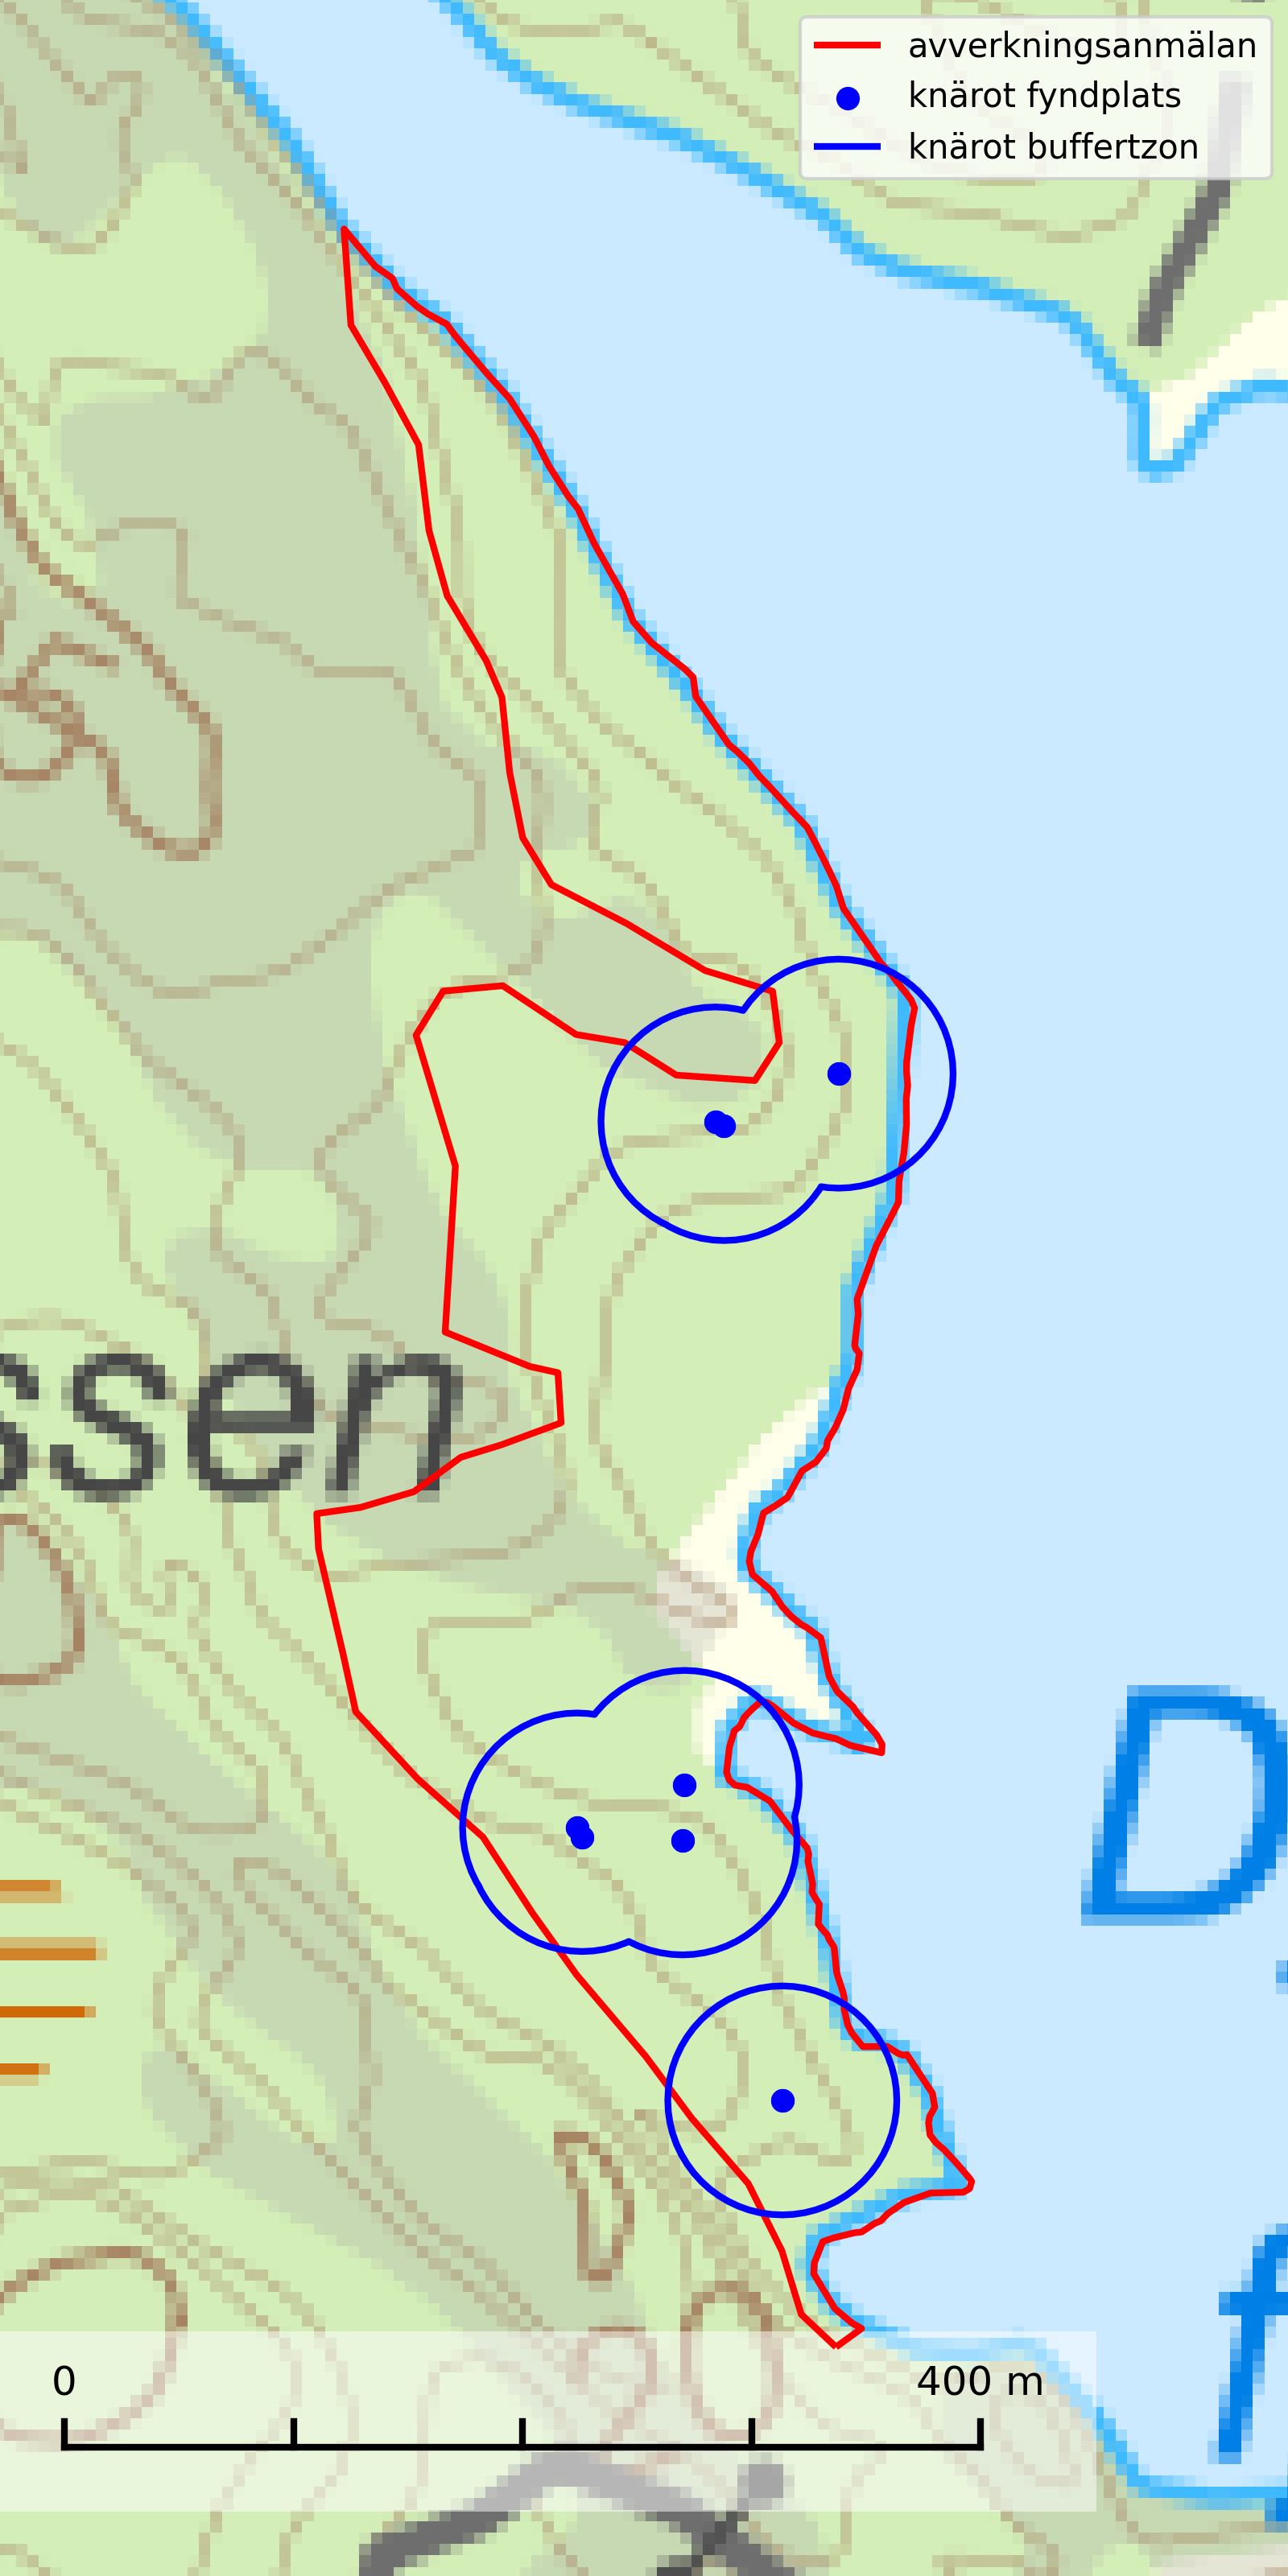 avverkningsanmälan
knärot fyndplats
knärot buffertzon
ssen
D
f
0 400 m